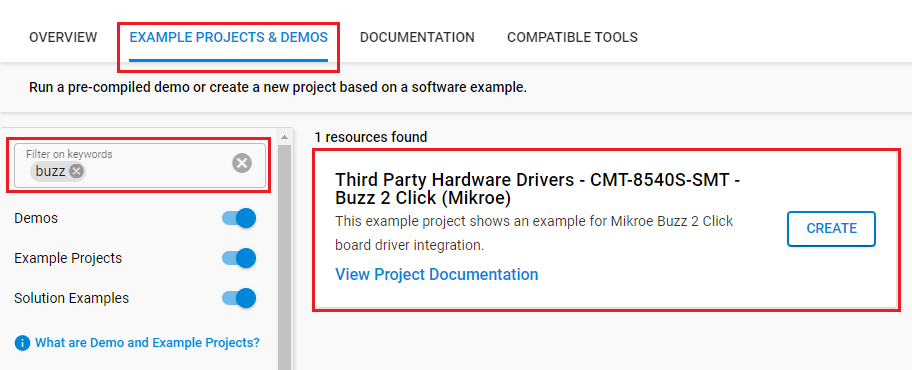 OVERVIEW
EXAMPLE PROJECTS & DEMOS
DOCUMENTATION
COMPATIBLE TOOLS
Run a pre-compiled demo or create a new project based on a software example.
Filter on keywords
buzz
Demos
Example Projects
Solution Examples
What are Demo and Example Projects?
1 resources found
Third Party Hardware Drivers - CMT-8540S-SMT -
Buzz 2 Click (Mikroe)
This example project shows an example for Mikroe Buzz 2 Click
board driver integration.
View Project Documentation
CREATE